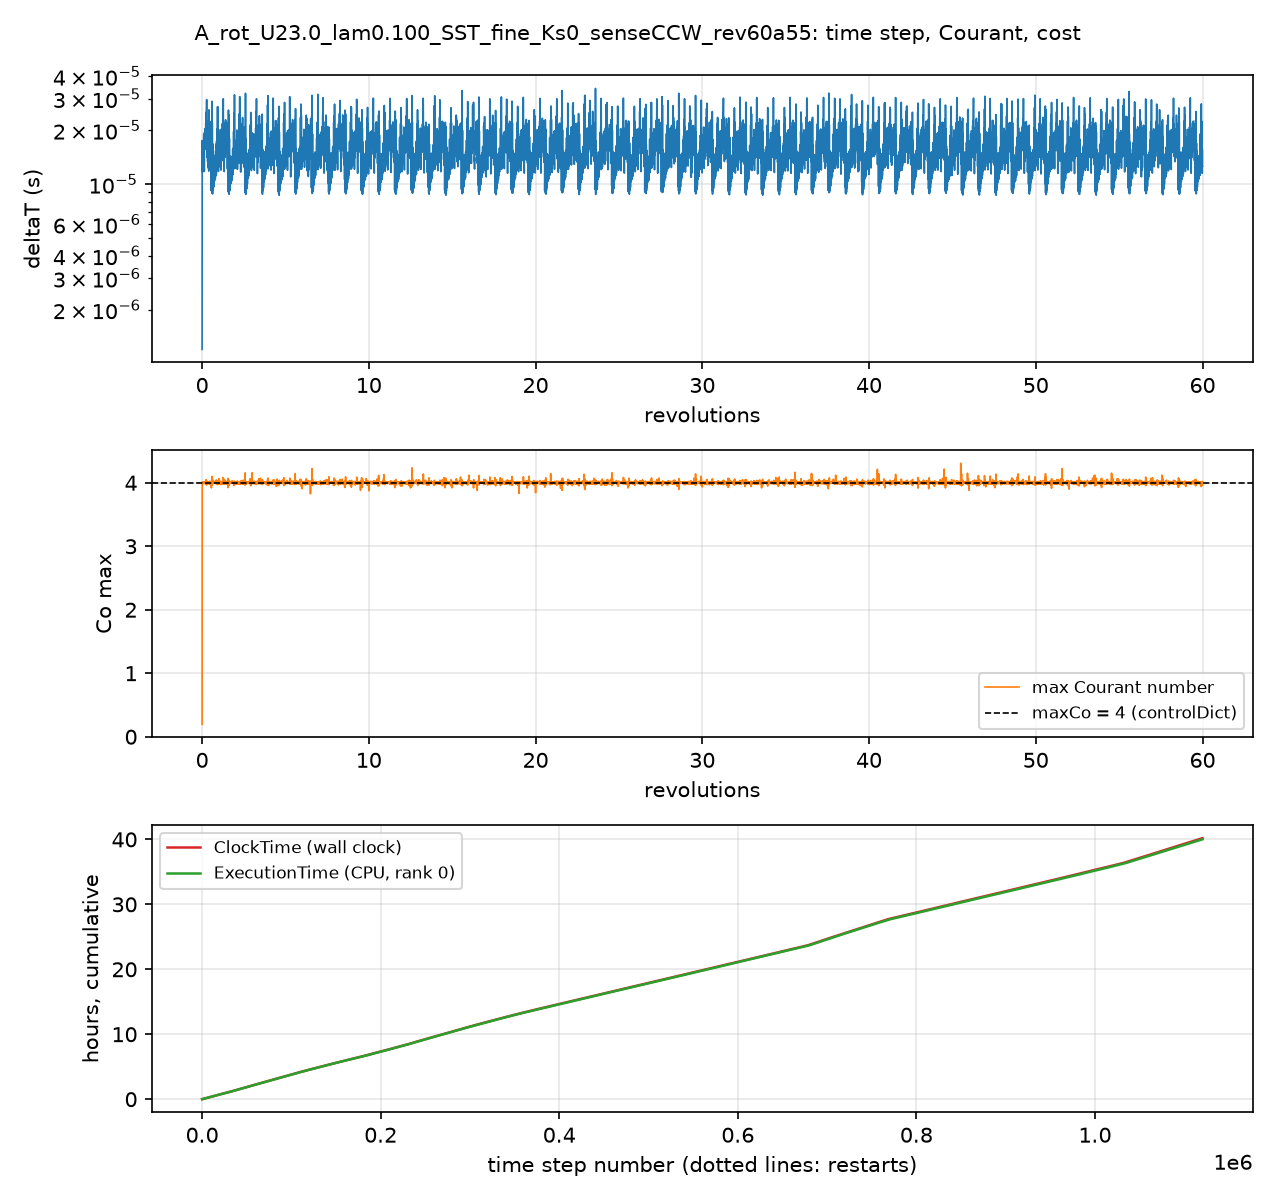 A_rot_U23.0_lam0.100_SST_fine_Ks0_senseCCW_rev60a55: time step, Courant, cost
4 × 10⁻⁵
3 × 10⁻⁵
2 × 10⁻⁵
10⁻⁵
6 × 10⁻⁶
4 × 10⁻⁶
3 × 10⁻⁶
2 × 10⁻⁶
deltaT (s)
0 10 20 30 40 50 60
revolutions
4
3
2
1
0
Co max
max Courant number
maxCo = 4 (controlDict)
0 10 20 30 40 50 60
revolutions
40
30
20
10
0
hours, cumulative
ClockTime (wall clock)
ExecutionTime (CPU, rank 0)
0.0 0.2 0.4 0.6 0.8 1.0
1e6
time step number (dotted lines: restarts)